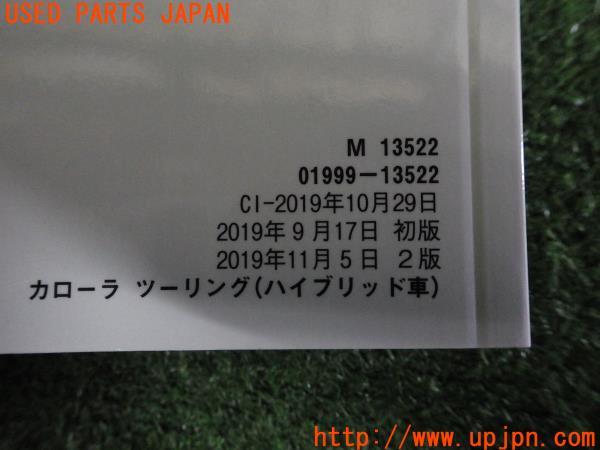 USED PARTS JAPAN
M 13522
01999-13522
CI-2019年10月29日
2019年9月17日 初版
2019年11月5日 2版
カローラ ツーリング(ハイブリッド車)
http://www.upjpn.com/